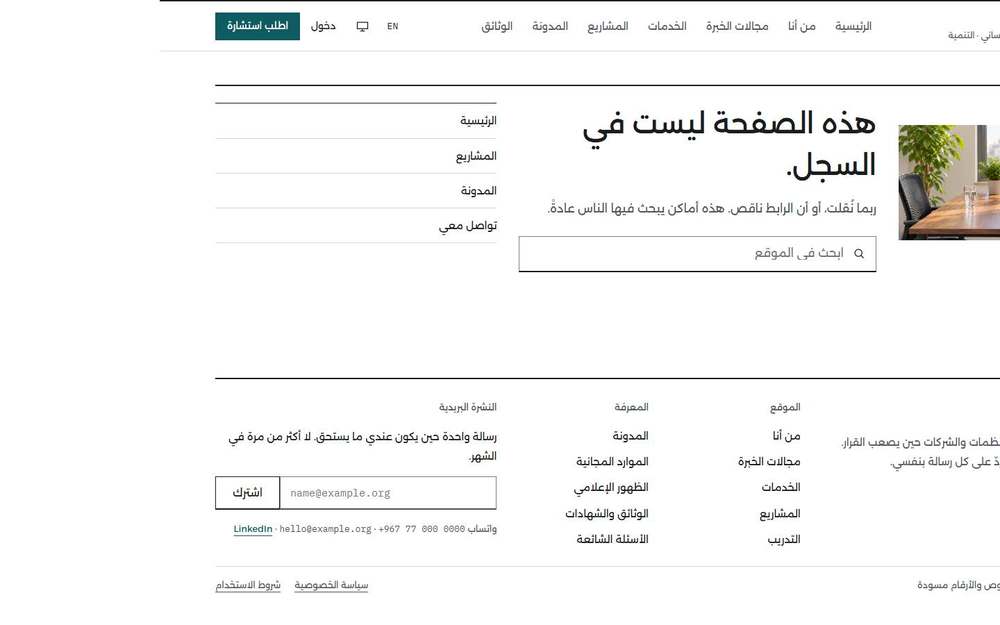 الرئيسية من أنا مجالات الخبرة الخدمات المشاريع المدونة الوثائق EN دخول اطلب استشارة
· التنمية
هذه الصفحة ليست في
السجل.
ربما نُقلت، أو أن الرابط ناقص. هذه أماكن يبحث فيها الناس عادةً.
ابحث في الموقع
الرئيسية
المشاريع
المدونة
تواصل معي
والشركات حين يصعب القرار.
على كل رسالة بنفسي.
الموقع
من أنا
مجالات الخبرة
الخدمات
المشاريع
التدريب
المعرفة
المدونة
الموارد المجانية
الظهور الإعلامي
الوثائق والشهادات
الأسئلة الشائعة
النشرة البريدية
رسالة واحدة حين يكون عندي ما يستحق. لا أكثر من مرة في
الشهر.
name@example.org اشترك
واتساب +967 77 000 0000 · hello@example.org · LinkedIn
والأرقام مسودة
سياسة الخصوصية شروط الاستخدام